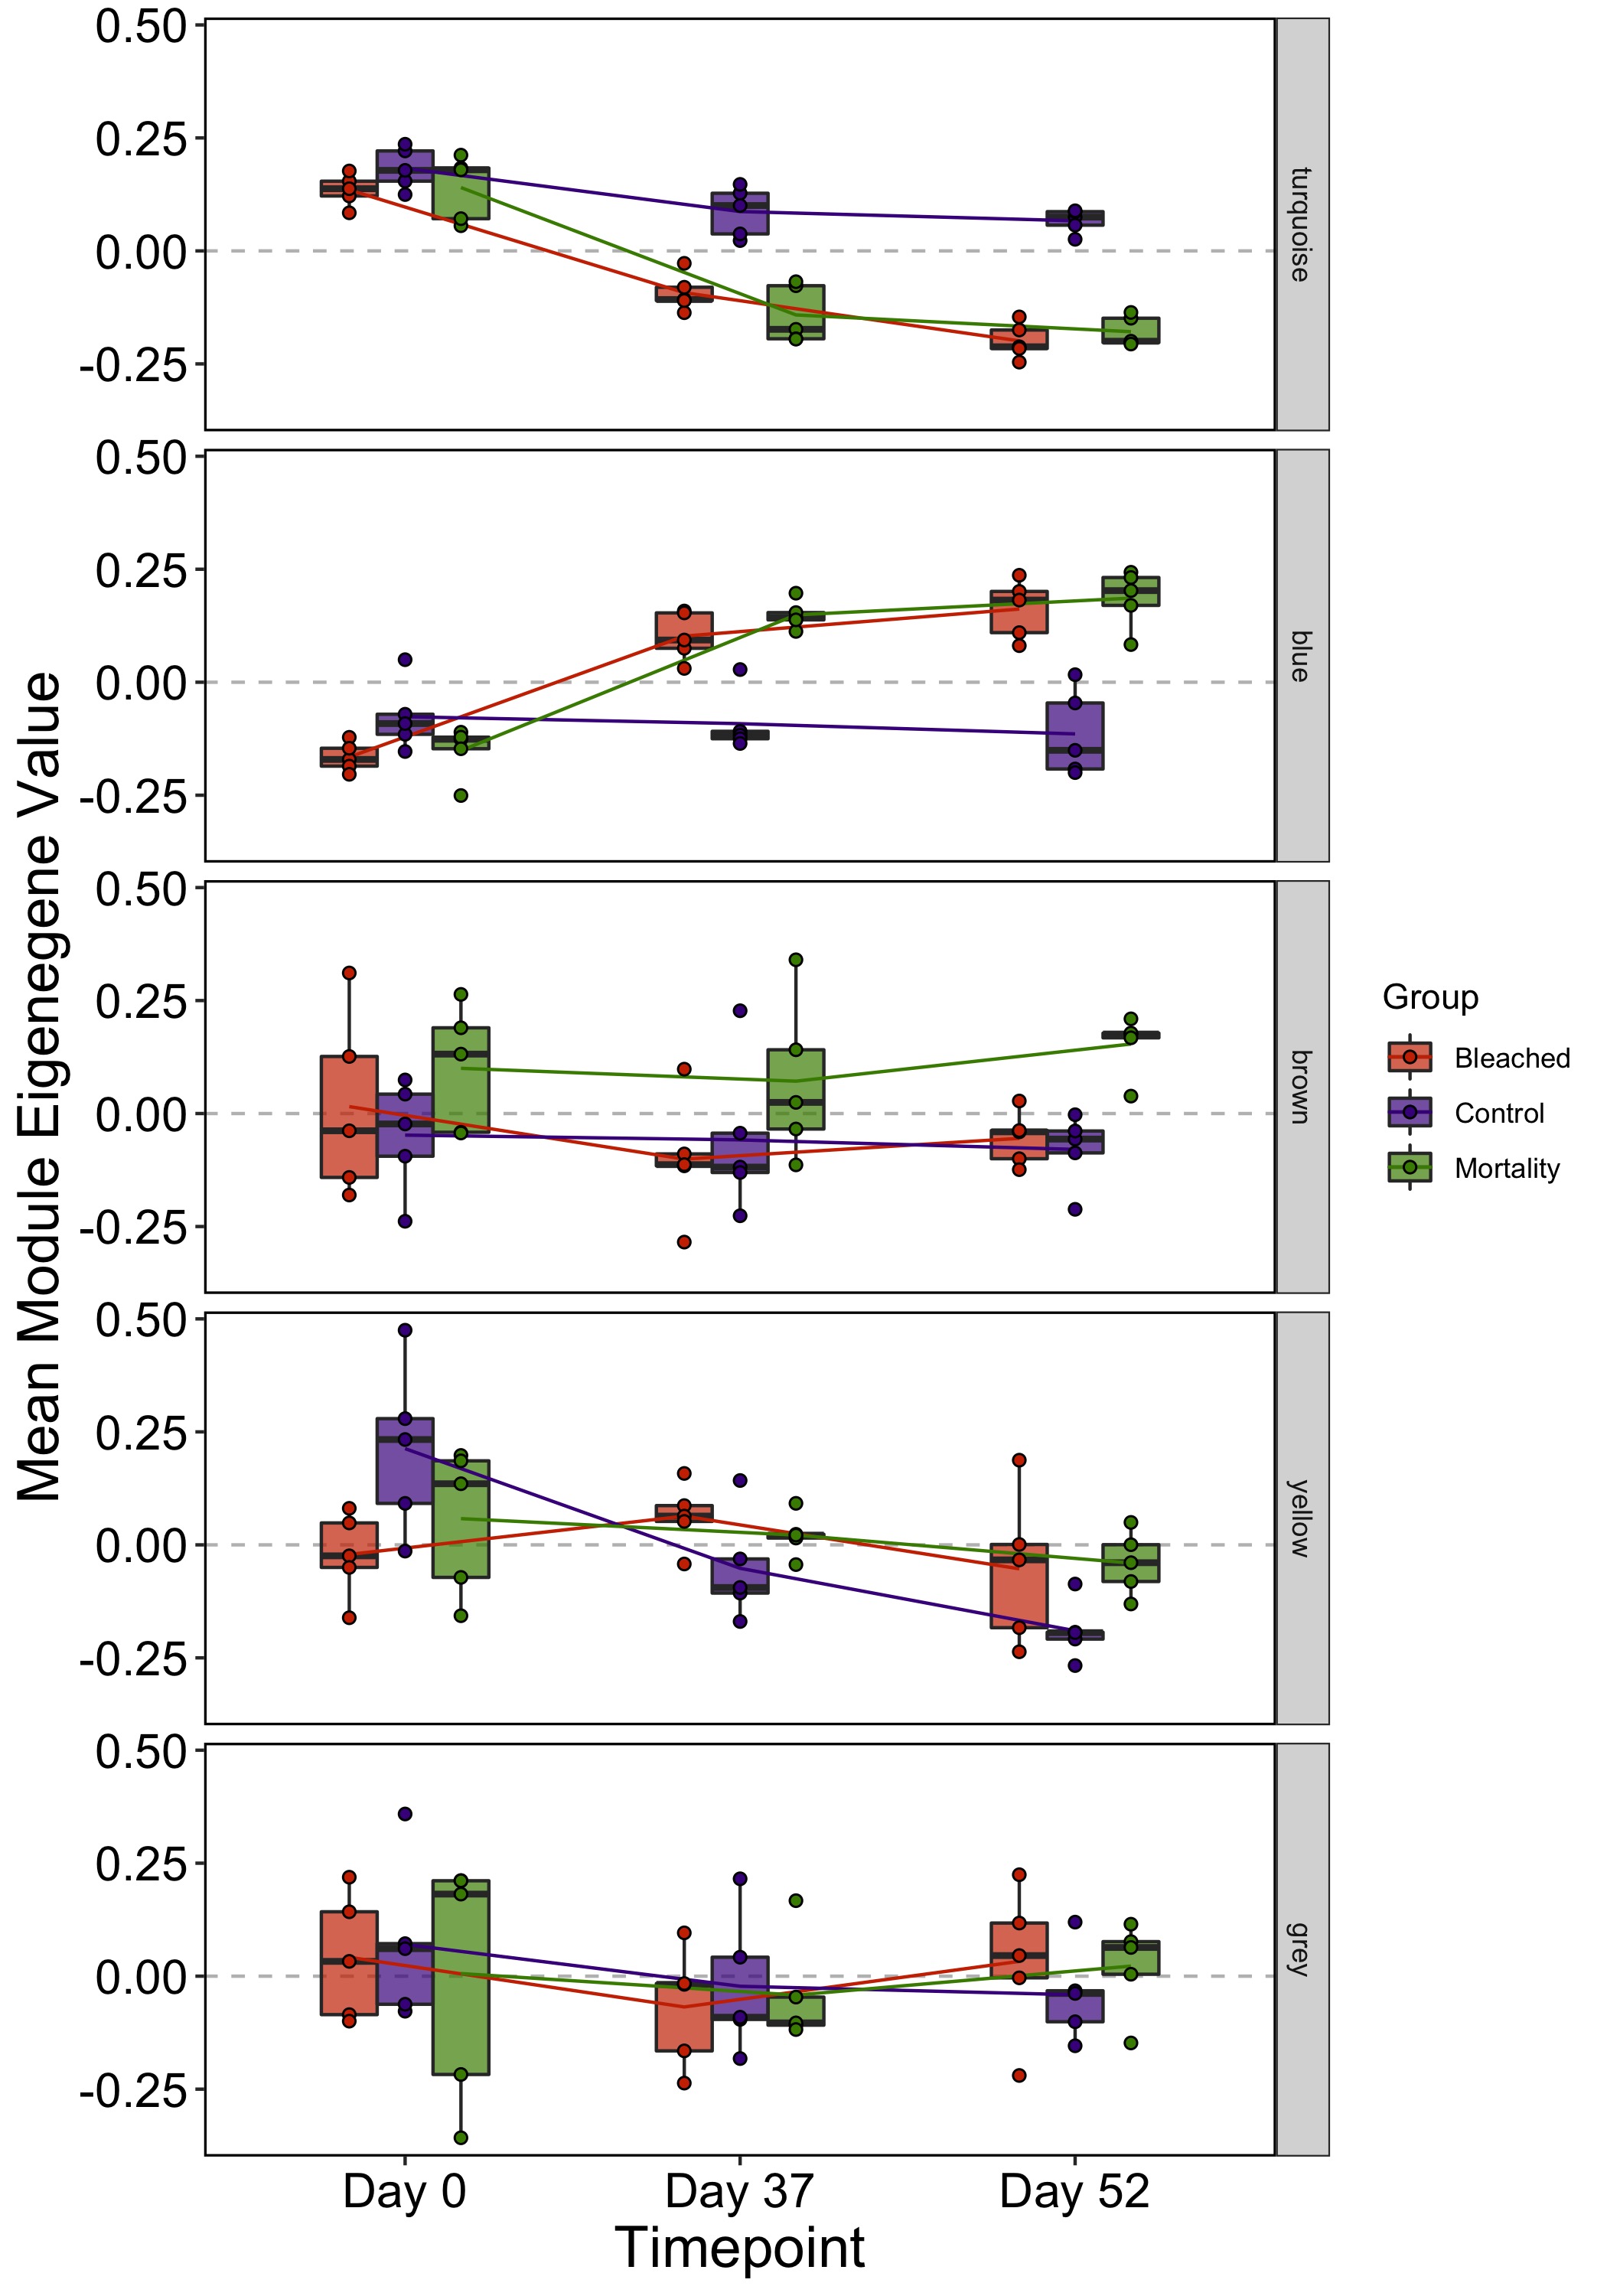 Mean Module Eigenegene Value
0.50
0.25
0.00
-0.25
turquoise
0.50
0.25
0.00
-0.25
blue
0.50
0.25
0.00
-0.25
brown
0.50
0.25
0.00
-0.25
yellow
0.50
0.25
0.00
-0.25
grey
Day 0
Day 37
Day 52
Timepoint
Group
Bleached
Control
Mortality